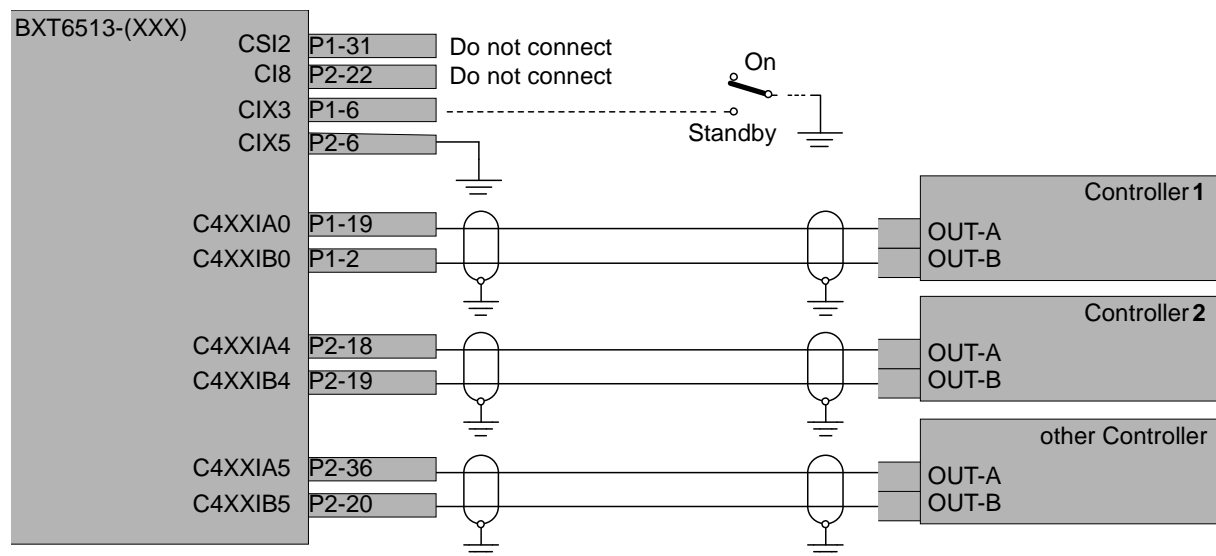 BXT6513-(XXX)
CSI2 P1-31 Do not connect
CI8 P2-22 Do not connect
On
CIX3 P1-6
Standby
CIX5 P2-6
Controller 1
C4XXIA0 P1-19 OUT-A
C4XXIB0 P1-2 OUT-B
Controller 2
C4XXIA4 P2-18 OUT-A
C4XXIB4 P2-19 OUT-B
other Controller
C4XXIA5 P2-36 OUT-A
C4XXIB5 P2-20 OUT-B